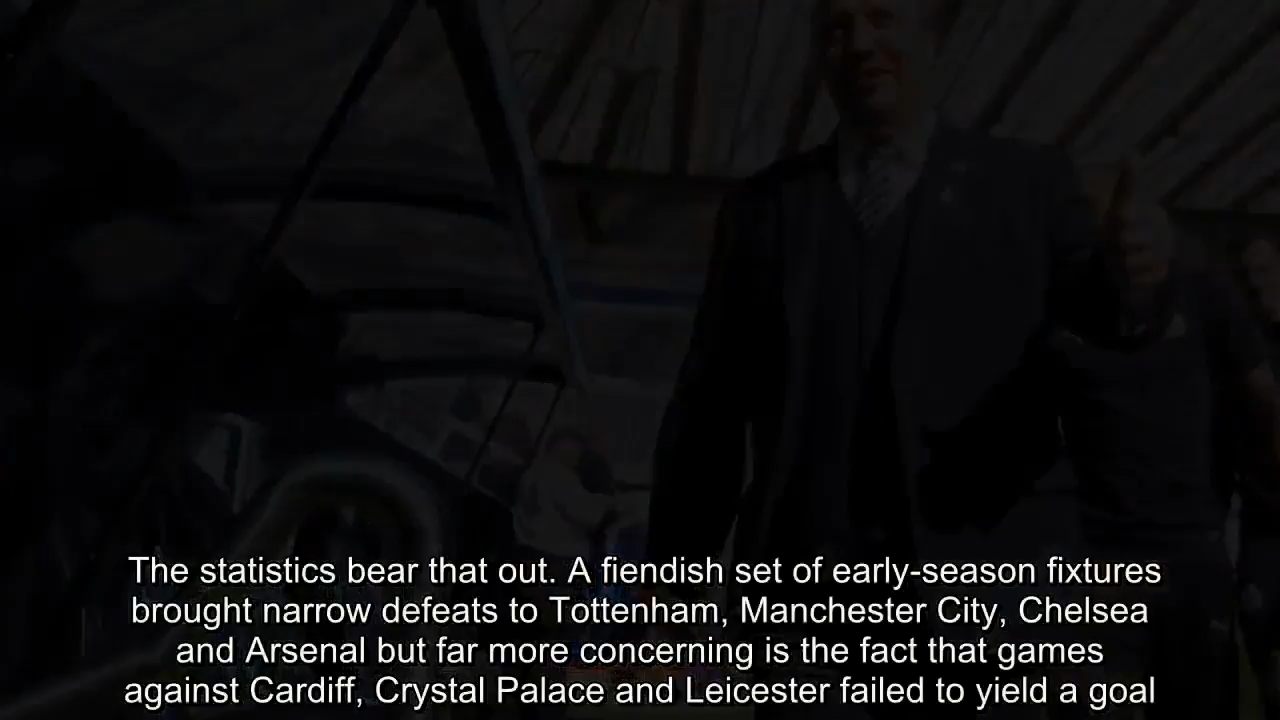 The statistics bear that out. A fiendish set of early-season fixtures
brought narrow defeats to Tottenham, Manchester City, Chelsea
and Arsenal but far more concerning is the fact that games
against Cardiff, Crystal Palace and Leicester failed to yield a goal